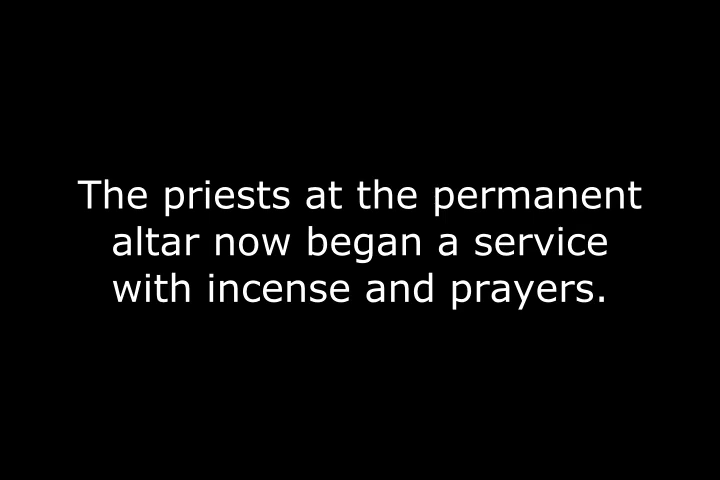 The priests at the permanent
altar now began a service
with incense and prayers.